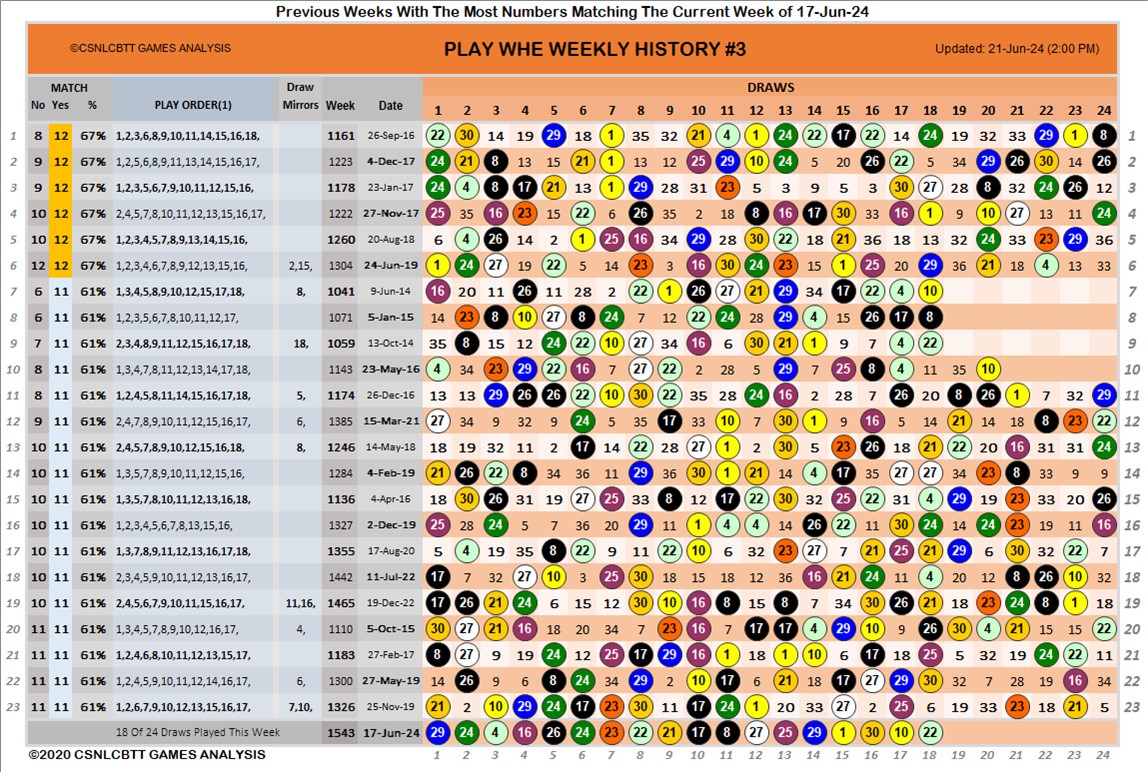 Previous Weeks With The Most Numbers Matching The Current Week of 17-Jun-24
©CSNLCBTT GAMES ANALYSIS PLAY WHE WEEKLY HISTORY #3 Updated: 21-Jun-24 (2:00 PM)
MATCH Draw DRAWS
No Yes % PLAY ORDER(1) Mirrors Week Date 1 2 3 4 5 6 7 8 9 10 11 12 13 14 15 16 17 18 19 20 21 22 23 24
1 8 12 67% 1,2,3,6,8,9,10,11,14,15,16,18, 1161 26-Sep-16 22 30 14 19 29 18 1 35 32 21 4 1 24 22 17 22 14 24 19 32 33 29 1 8 1
2 9 12 67% 1,2,5,6,8,9,11,13,14,15,16,17, 1223 4-Dec-17 24 21 8 13 15 21 1 13 12 25 29 10 24 5 20 26 22 5 34 29 26 30 14 26 2
3 9 12 67% 1,2,3,5,6,7,9,10,11,12,15,16, 1178 23-Jan-17 24 4 8 17 21 13 1 29 28 31 23 5 3 9 5 3 30 27 28 8 32 24 26 12 3
4 10 12 67% 2,4,5,7,8,10,11,12,13,15,16,17, 1222 27-Nov-17 25 35 16 23 15 22 6 26 35 2 18 8 16 17 30 33 16 1 9 10 27 13 11 24 4
5 10 12 67% 1,2,3,4,5,7,8,9,13,14,15,16, 1260 20-Aug-18 6 4 26 14 2 1 25 16 34 29 28 30 22 18 21 36 18 13 32 24 33 23 29 36 5
6 12 12 67% 1,2,3,4,6,7,8,9,12,13,15,16, 2,15, 1304 24-Jun-19 1 24 27 19 22 5 14 23 3 16 30 24 23 15 1 25 20 29 36 21 18 4 13 33 6
7 6 11 61% 1,3,4,5,8,9,10,12,15,17,18, 8, 1041 9-Jun-14 16 20 11 26 11 28 2 22 1 26 27 21 29 34 17 22 4 10 7
8 6 11 61% 1,2,3,5,6,7,8,10,11,12,17, 1071 5-Jan-15 14 23 8 10 27 8 24 7 12 22 24 28 29 4 15 26 17 8 8
9 7 11 61% 2,3,4,8,9,11,12,15,16,17,18, 18, 1059 13-Oct-14 35 8 15 12 24 22 10 27 34 16 6 30 21 1 9 7 4 22 9
10 8 11 61% 1,3,4,7,8,11,12,13,14,17,18, 1143 23-May-16 4 34 23 29 22 16 7 27 22 2 28 5 29 7 25 8 4 11 35 10 10
11 8 11 61% 1,2,4,5,8,11,14,15,16,17,18, 5, 1174 26-Dec-16 13 13 29 26 26 22 10 30 22 35 28 24 16 2 28 7 26 20 8 26 1 7 32 29 11
12 9 11 61% 2,4,7,8,9,10,11,12,15,16,17, 6, 1385 15-Mar-21 27 34 9 32 9 24 5 35 17 33 10 7 30 1 9 16 5 14 21 14 18 8 23 22 12
13 10 11 61% 2,4,5,7,8,9,10,12,15,16,18, 8, 1246 14-May-18 18 19 32 11 2 17 14 22 28 27 1 2 30 5 23 26 18 21 22 20 16 31 31 24 13
14 10 11 61% 1,3,5,7,8,9,10,11,12,15,16, 1284 4-Feb-19 21 26 22 8 34 36 11 29 36 30 1 21 14 4 17 35 27 27 34 23 8 33 9 9 14
15 10 11 61% 1,3,5,7,8,10,11,12,13,16,18, 1136 4-Apr-16 18 30 26 31 19 27 25 33 8 12 17 22 30 32 25 22 31 4 29 19 23 33 20 26 15
16 10 11 61% 1,2,3,4,5,6,7,8,13,15,16, 1327 2-Dec-19 25 28 24 5 7 36 20 29 11 1 4 4 14 26 22 11 30 24 14 24 23 19 11 16 16
17 10 11 61% 1,3,7,8,9,11,12,13,16,17,18, 1355 17-Aug-20 5 4 19 35 8 22 9 11 22 10 6 32 23 27 7 21 25 21 29 6 30 32 22 7 17
18 10 11 61% 2,3,4,5,9,10,11,12,13,16,17, 1442 11-Jul-22 17 7 32 27 10 3 25 30 18 15 18 12 36 16 21 24 11 4 20 12 8 26 10 32 18
19 10 11 61% 2,4,5,6,7,9,10,11,15,16,17, 11,16, 1465 19-Dec-22 17 26 21 24 6 15 12 30 10 16 8 15 8 7 34 30 26 21 18 23 24 8 1 18 19
20 11 11 61% 1,3,4,5,7,8,9,10,12,16,17, 4, 1110 5-Oct-15 30 27 21 16 18 20 34 7 23 16 7 17 17 4 29 10 9 26 30 4 21 15 15 22 20
21 11 11 61% 1,2,4,6,8,10,11,12,13,15,17, 1183 27-Feb-17 8 27 9 19 24 12 25 17 29 16 1 18 1 10 6 17 18 25 5 32 19 24 22 11 21
22 11 11 61% 1,2,4,5,9,10,11,12,14,16,17, 6, 1300 27-May-19 14 26 9 6 8 24 34 29 2 10 17 6 21 18 17 27 29 30 32 7 28 19 16 34 22
23 11 11 61% 1,2,6,7,9,10,12,13,15,16,17, 7,10, 1326 25-Nov-19 21 2 10 29 24 17 23 30 11 17 24 1 20 33 27 2 25 6 19 33 23 18 21 5 23
18 Of 24 Draws Played This Week 1543 17-Jun-24 29 24 4 16 26 24 23 22 21 17 8 27 25 29 1 30 10 22
©2020 CSNLCBTT GAMES ANALYSIS 1 2 3 4 5 6 7 8 9 10 11 12 13 14 15 16 17 18 19 20 21 22 23 24